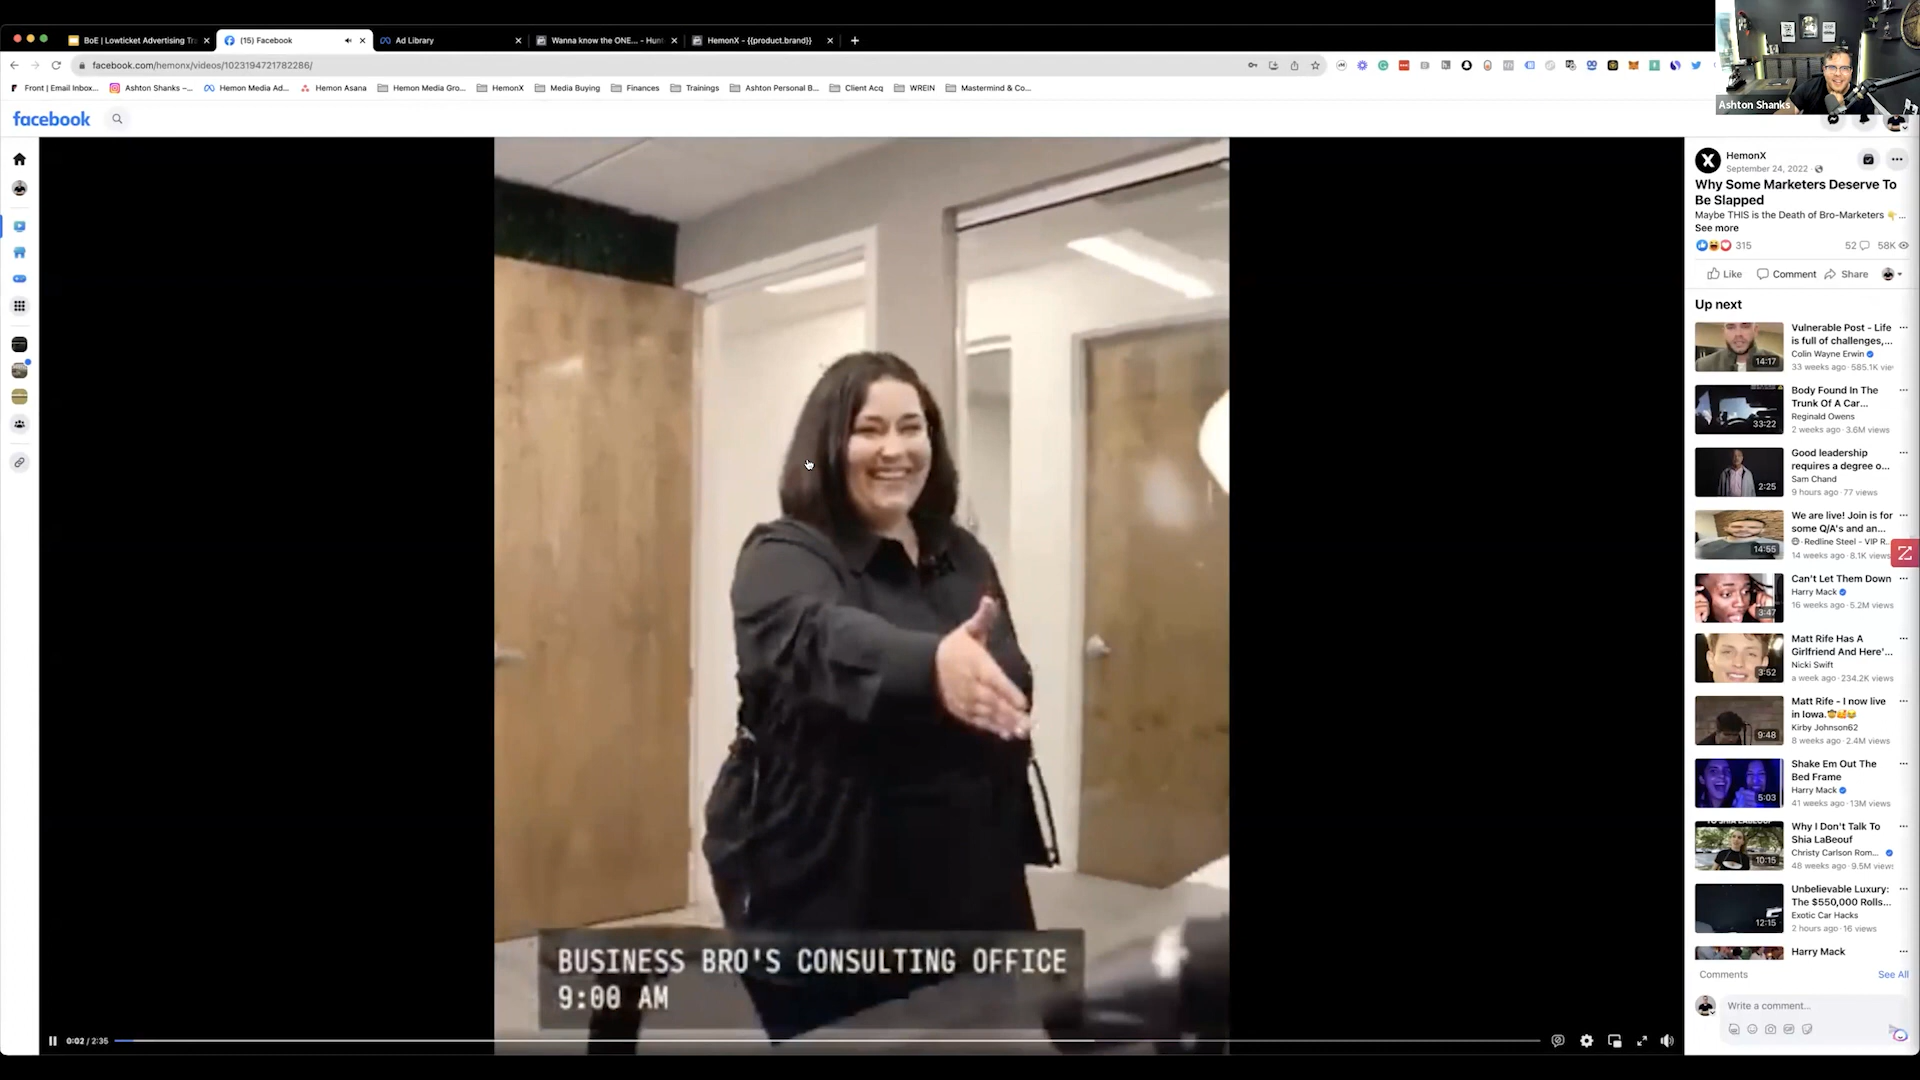 BoE | Lowticket Advertising Tr
(15) Facebook
Ad Library
Wanna know the ONE... - Hun
HemonX - {{product.brand}}
facebook.com/hemonx/videos/1023194721782286/
Front | Email Inbox...
Ashton Shanks –...
Hemon Media Ad...
Hemon Asana
Hemon Media Gro...
HemonX
Media Buying
Finances
Trainings
Ashton Personal B...
Client Acq
WREIN
Mastermind & Co...
Ashton Shanks
facebook
HemonX
September 24, 2022
Why Some Marketers Deserve To
Be Slapped
Maybe THIS is the Death of Bro-Marketers 👇...
See more
315
52
58K
Like
Comment
Share
Up next
Vulnerable Post - Life
is full of challenges,...
Colin Wayne Erwin
33 weeks ago · 585.1K vie
14:17
Body Found In The
Trunk Of A Car...
Reginald Owens
2 weeks ago · 3.6M views
33:22
Good leadership
requires a degree o...
Sam Chand
9 hours ago · 77 views
2:25
We are live! Join is for
some Q/A's and an...
Redline Steel - VIP R...
14 weeks ago · 8.1K views
14:55
Can't Let Them Down
Harry Mack
16 weeks ago · 5.2M views
3:47
Matt Rife Has A
Girlfriend And Here'...
Nicki Swift
a week ago · 234.2K views
3:52
Matt Rife - I now live
in Iowa.🤠🥰😂
Kirby Johnson62
8 weeks ago · 2.4M views
9:48
Shake Em Out The
Bed Frame
Harry Mack
41 weeks ago · 13M views
5:03
Why I Don't Talk To
Shia LaBeouf
Christy Carlson Rom...
48 weeks ago · 9.5M views
10:15
Unbelievable Luxury:
The $550,000 Rolls...
Exotic Car Hacks
2 hours ago · 16 views
12:15
Harry Mack
Comments
See All
Write a comment...
BUSINESS BRO'S CONSULTING OFFICE
9:00 AM
0:02 / 2:35